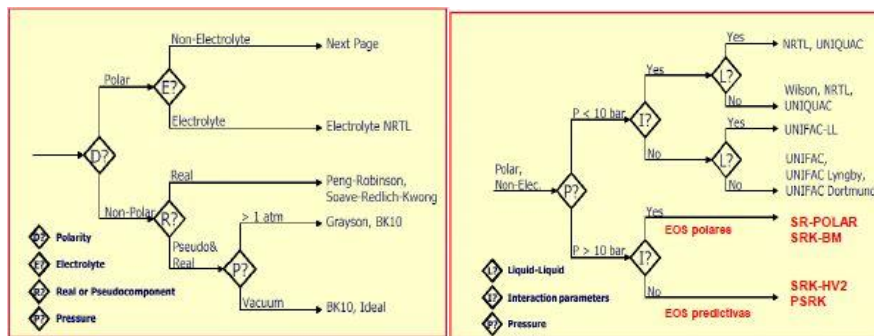 Non-Electrolyte
Next Page
Polar
E?
Electrolyte
Electrolyte NRTL
D?
Real
Peng-Robinson,
Soave-Redlich-Kwong
Non-Polar
R?
> 1 atm
Grayson, BK10
Pseudo&
Real
P?
Vacuum
BK10, Ideal
D? Polarity
E? Electrolyte
R? Real or Pseudocomponent
P? Pressure
Yes
NRTL, UNIQUAC
L?
Yes
No
Wilson, NRTL,
UNIQUAC
P < 10 bar
I?
Yes
UNIFAC-LL
No
L?
No
UNIFAC,
UNIFAC Lyngby,
UNIFAC Dortmund
Polar,
Non-Elec.
P?
Yes
EOS polares
SR-POLAR
SRK-BM
P > 10 bar
I?
No
EOS predictivas
SRK-HV2
PSRK
L? Liquid-Liquid
I? Interaction parameters
P? Pressure